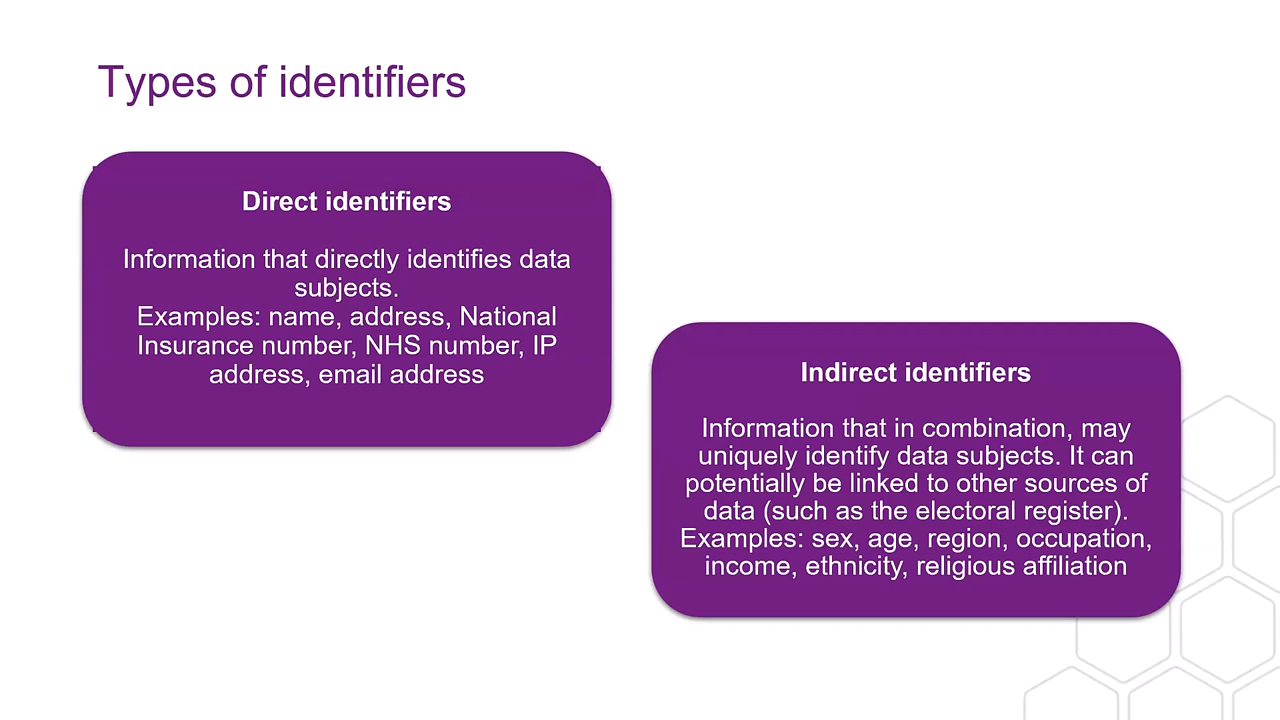 Types of identifiers
Direct identifiers
Information that directly identifies data
subjects.
Examples: name, address, National
Insurance number, NHS number, IP
address, email address
Indirect identifiers
Information that in combination, may
uniquely identify data subjects. It can
potentially be linked to other sources of
data (such as the electoral register).
Examples: sex, age, region, occupation,
income, ethnicity, religious affiliation